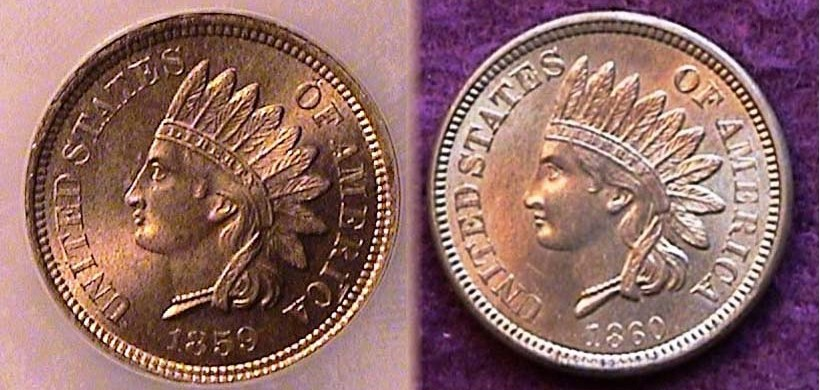 UNITED STATES OF AMERICA
1859
UNITED STATES OF AMERICA
1860